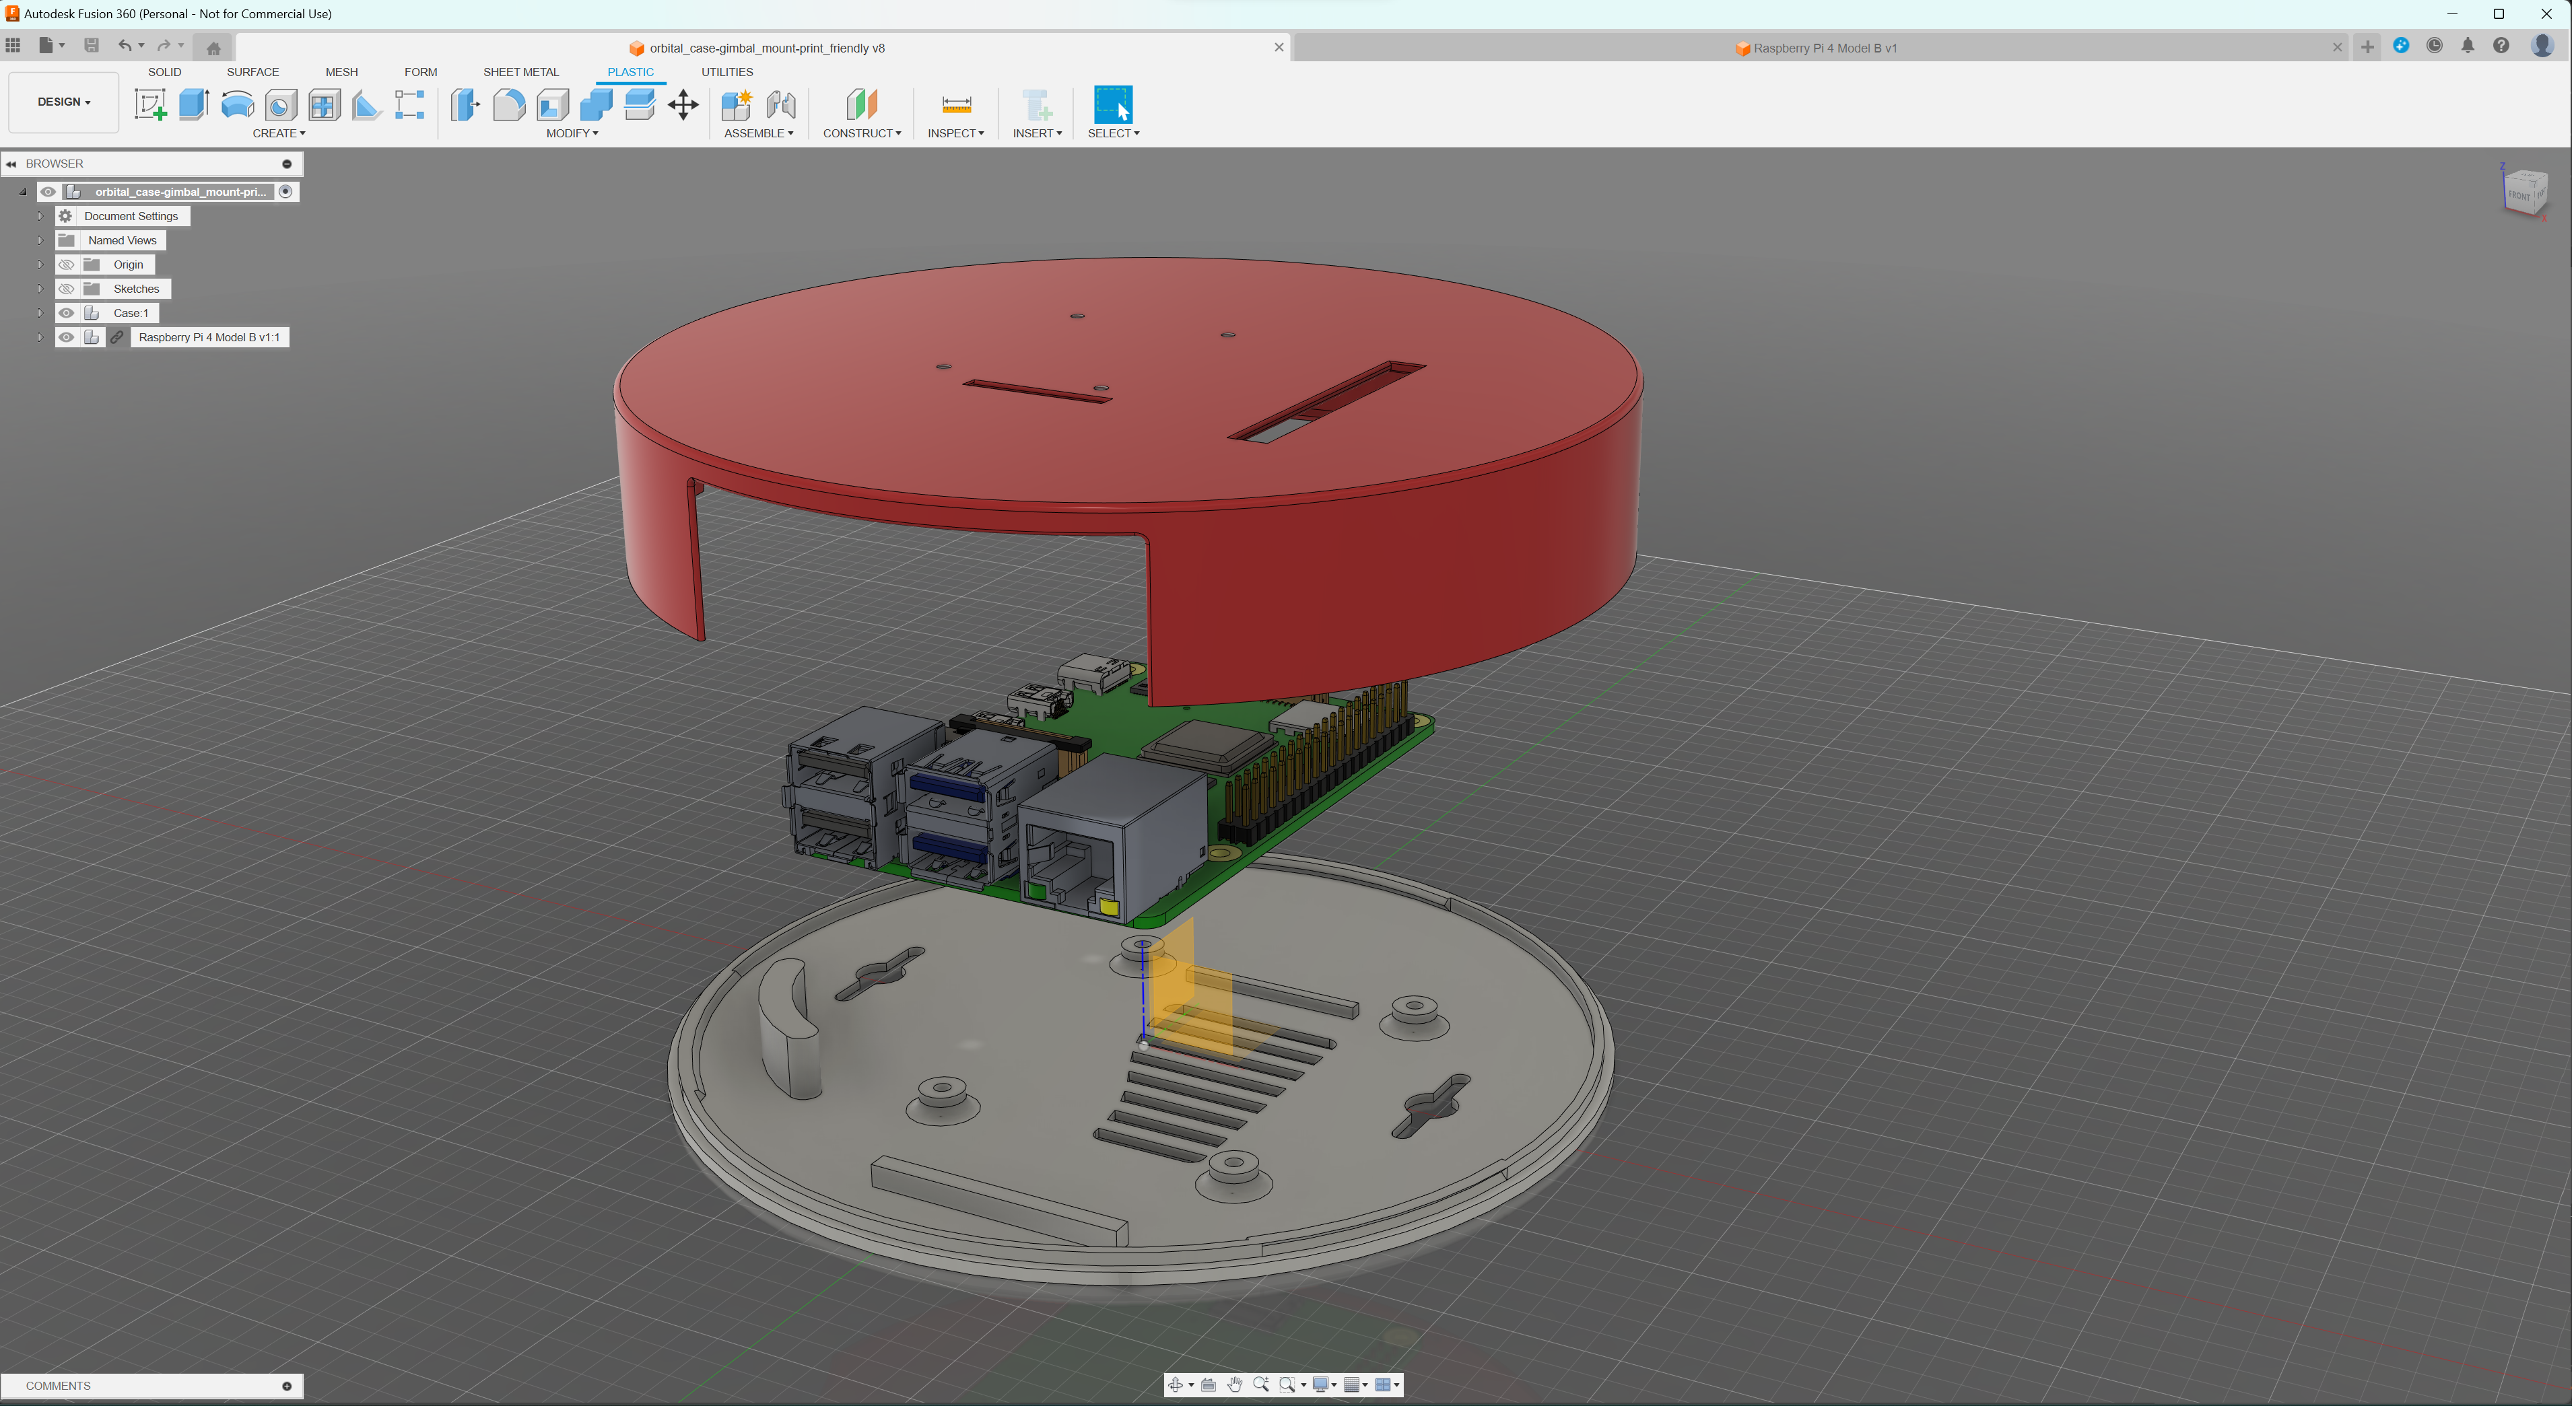 Autodesk Fusion 360 (Personal - Not for Commercial Use)
orbital_case-gimbal_mount-print_friendly v8
Raspberry Pi 4 Model B v1
SOLID SURFACE MESH FORM SHEET METAL PLASTIC UTILITIES
DESIGN
CREATE MODIFY ASSEMBLE CONSTRUCT INSPECT INSERT SELECT
BROWSER
orbital_case-gimbal_mount-pri...
Document Settings
Named Views
Origin
Sketches
Case:1
Raspberry Pi 4 Model B v1:1
Z
FRONT
X
COMMENTS